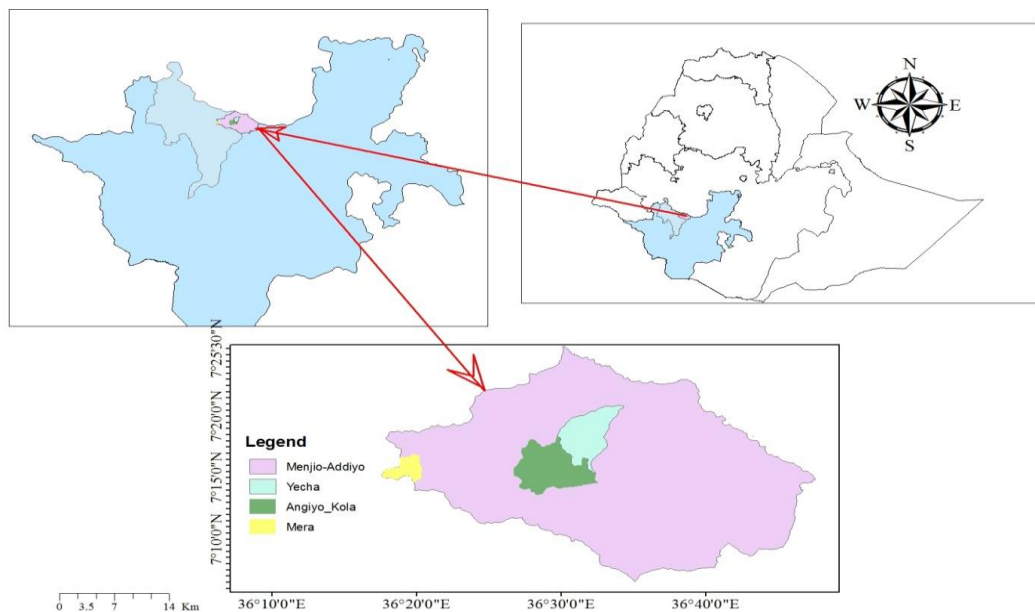 N
W E
S
7°25'30"N
7°20'0"N
7°15'0"N
7°10'0"N
Legend
Menjio-Addiyo
Yecha
Angiyo_Kola
Mera
0 3.5 7 14 Km
36°10'0"E 36°20'0"E 36°30'0"E 36°40'0"E